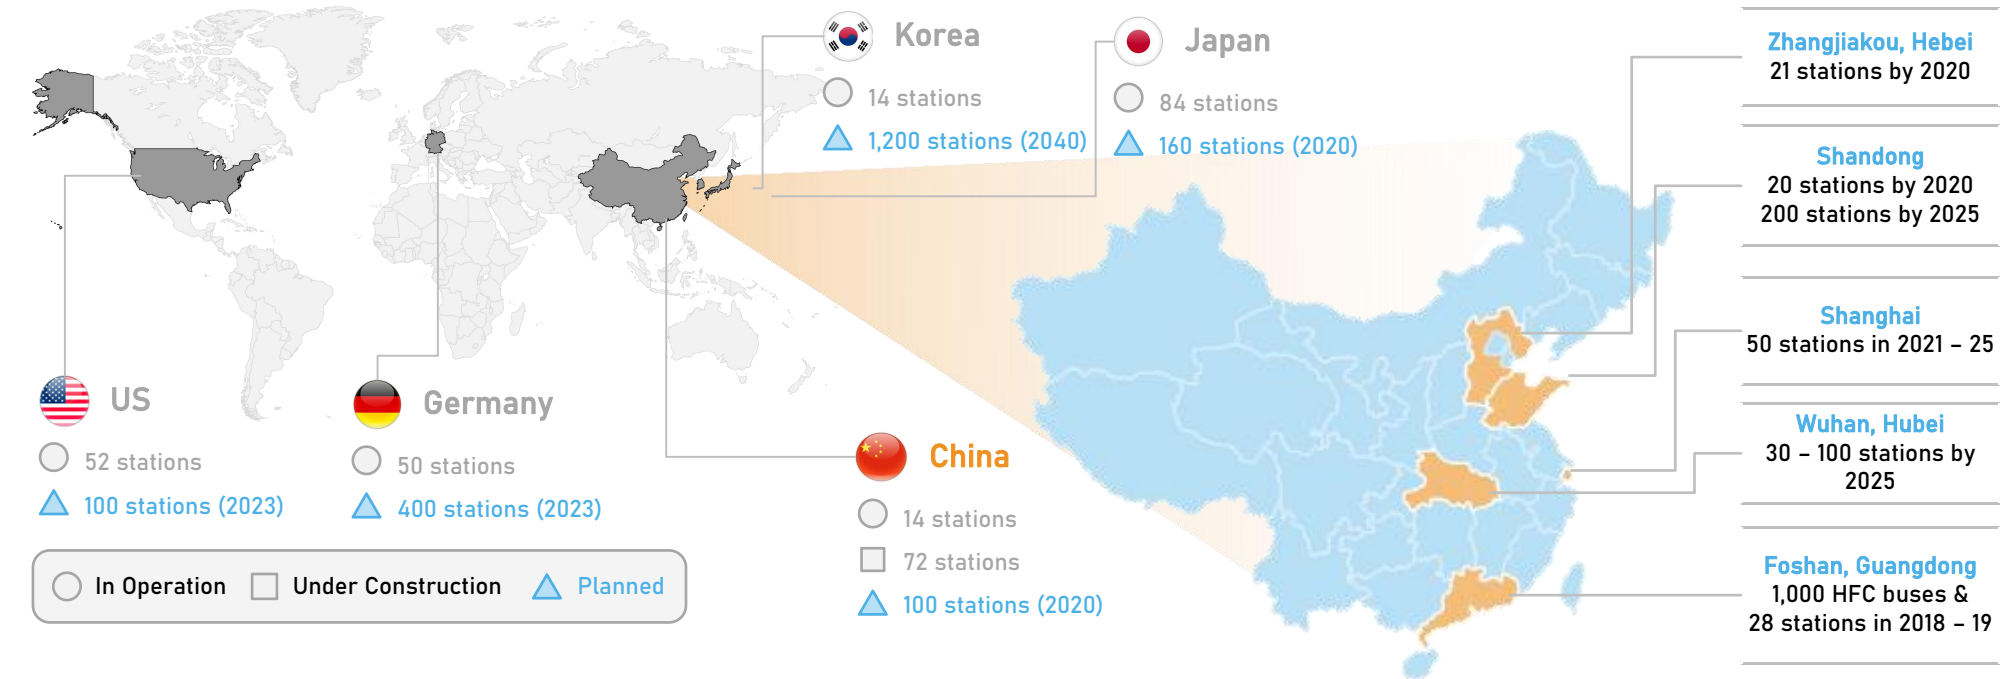 Korea
14 stations
1,200 stations (2040)
Japan
84 stations
160 stations (2020)
US
52 stations
100 stations (2023)
Germany
50 stations
400 stations (2023)
China
14 stations
72 stations
100 stations (2020)
In Operation
Under Construction
Planned
Zhangjiakou, Hebei
21 stations by 2020
Shandong
20 stations by 2020
200 stations by 2025
Shanghai
50 stations in 2021 – 25
Wuhan, Hubei
30 – 100 stations by
2025
Foshan, Guangdong
1,000 HFC buses &
28 stations in 2018 – 19